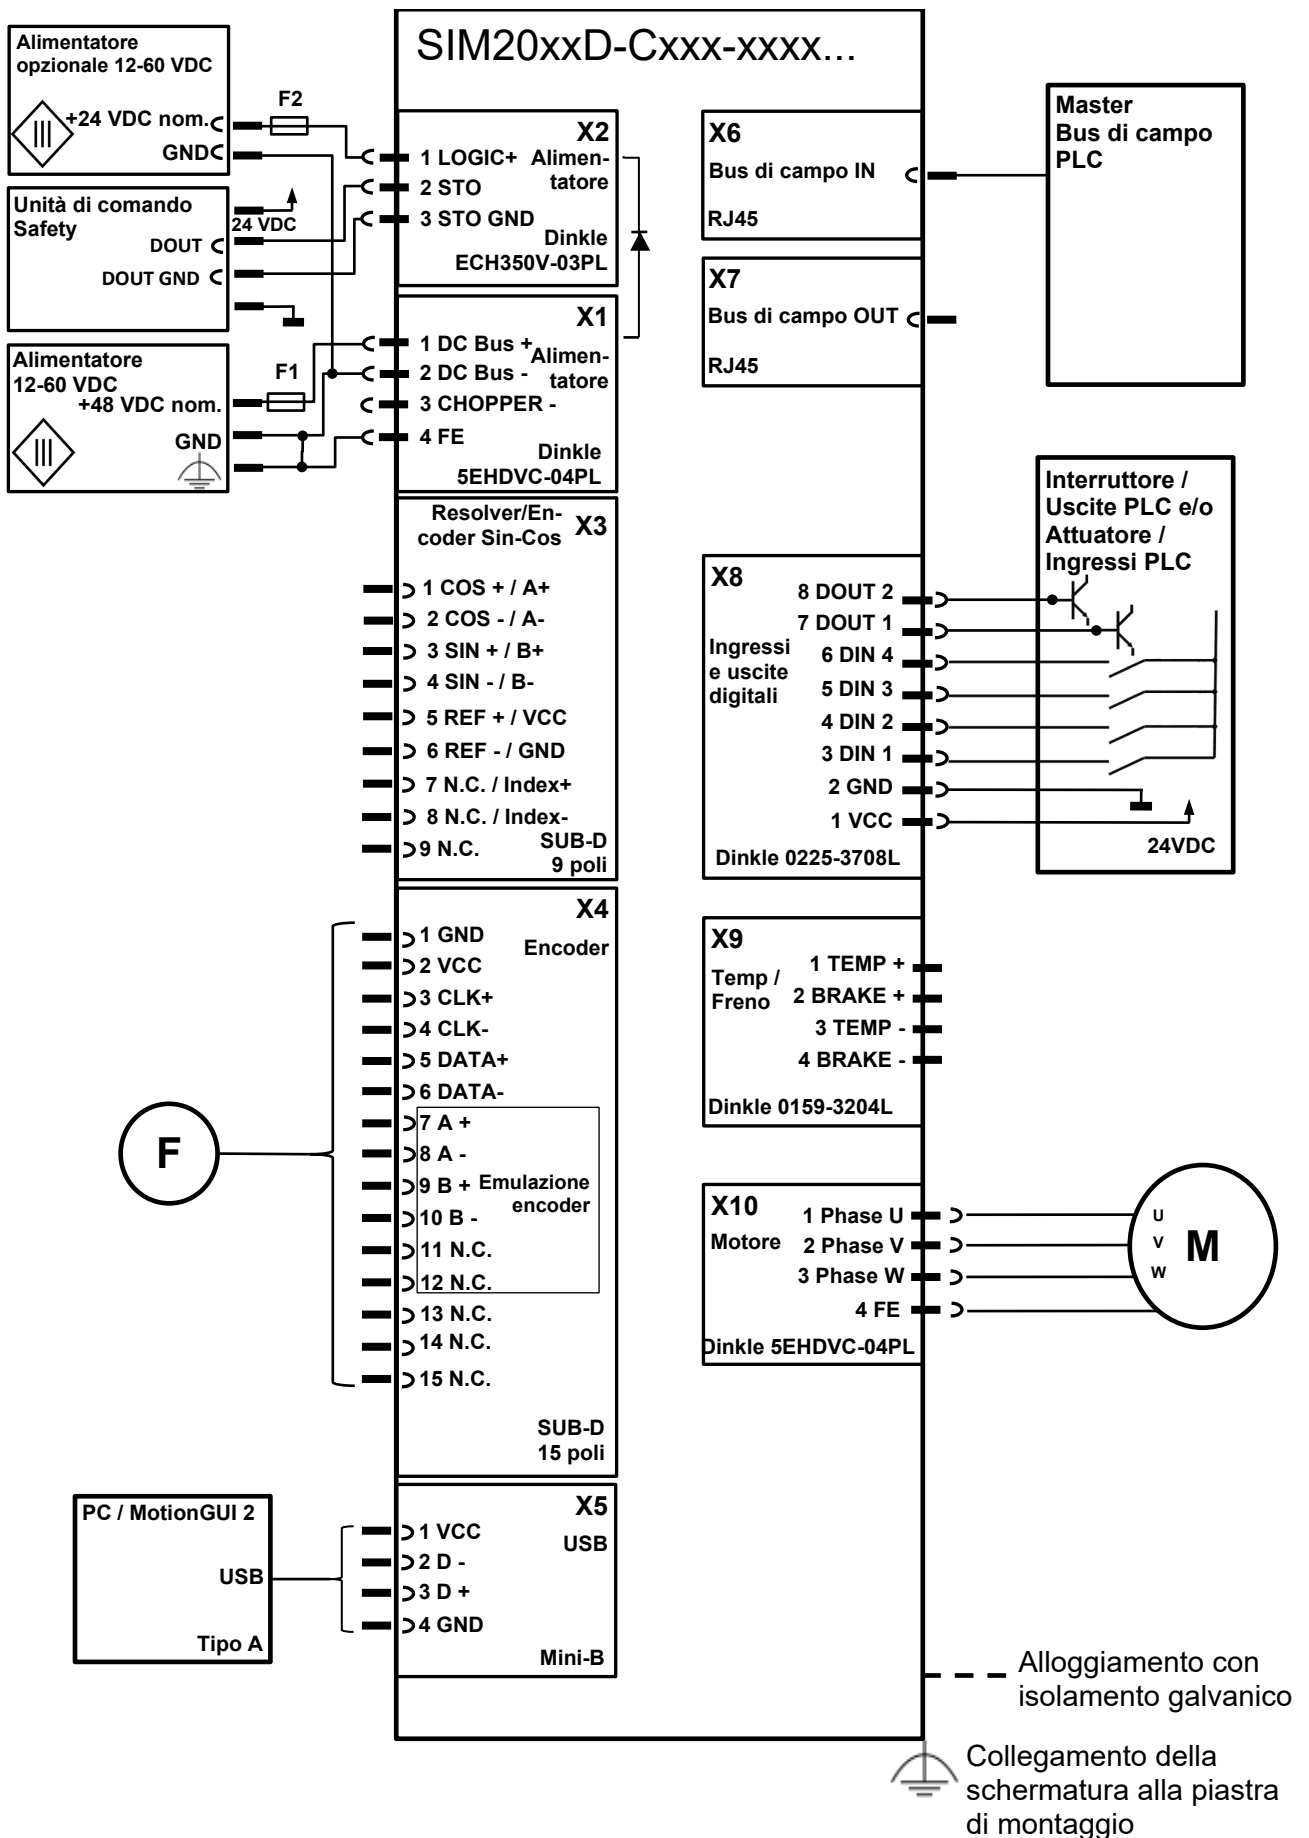 SIM20xxD-Cxxx-xxxx...
Alimentatore
opzionale 12-60 VDC
+24 VDC nom.
GND
F2
Unità di comando
Safety
24 VDC
DOUT
DOUT GND
Alimentatore
12-60 VDC
+48 VDC nom.
GND
F1
X2
1 LOGIC+
Alimen-
tatore
2 STO
3 STO GND
Dinkle
ECH350V-03PL
X1
1 DC Bus +
Alimen-
tatore
2 DC Bus -
3 CHOPPER -
4 FE
Dinkle
5EHDVC-04PL
Resolver/En-
coder Sin-Cos
X3
1 COS + / A+
2 COS - / A-
3 SIN + / B+
4 SIN - / B-
5 REF + / VCC
6 REF - / GND
7 N.C. / Index+
8 N.C. / Index-
9 N.C.
SUB-D
9 poli
X4
Encoder
1 GND
2 VCC
3 CLK+
4 CLK-
5 DATA+
6 DATA-
7 A +
8 A -
9 B +
10 B -
11 N.C.
12 N.C.
Emulazione
encoder
13 N.C.
14 N.C.
15 N.C.
SUB-D
15 poli
F
X5
USB
1 VCC
2 D -
3 D +
4 GND
Mini-B
PC / MotionGUI 2
USB
Tipo A
X6
Bus di campo IN
RJ45
X7
Bus di campo OUT
RJ45
Master
Bus di campo
PLC
X8
Ingressi
e uscite
digitali
8 DOUT 2
7 DOUT 1
6 DIN 4
5 DIN 3
4 DIN 2
3 DIN 1
2 GND
1 VCC
Dinkle 0225-3708L
Interruttore /
Uscite PLC e/o
Attuatore /
Ingressi PLC
24VDC
X9
Temp /
Freno
1 TEMP +
2 BRAKE +
3 TEMP -
4 BRAKE -
Dinkle 0159-3204L
X10
Motore
1 Phase U
2 Phase V
3 Phase W
4 FE
Dinkle 5EHDVC-04PL
U
V
W
M
Alloggiamento con
isolamento galvanico
Collegamento della
schermatura alla piastra
di montaggio